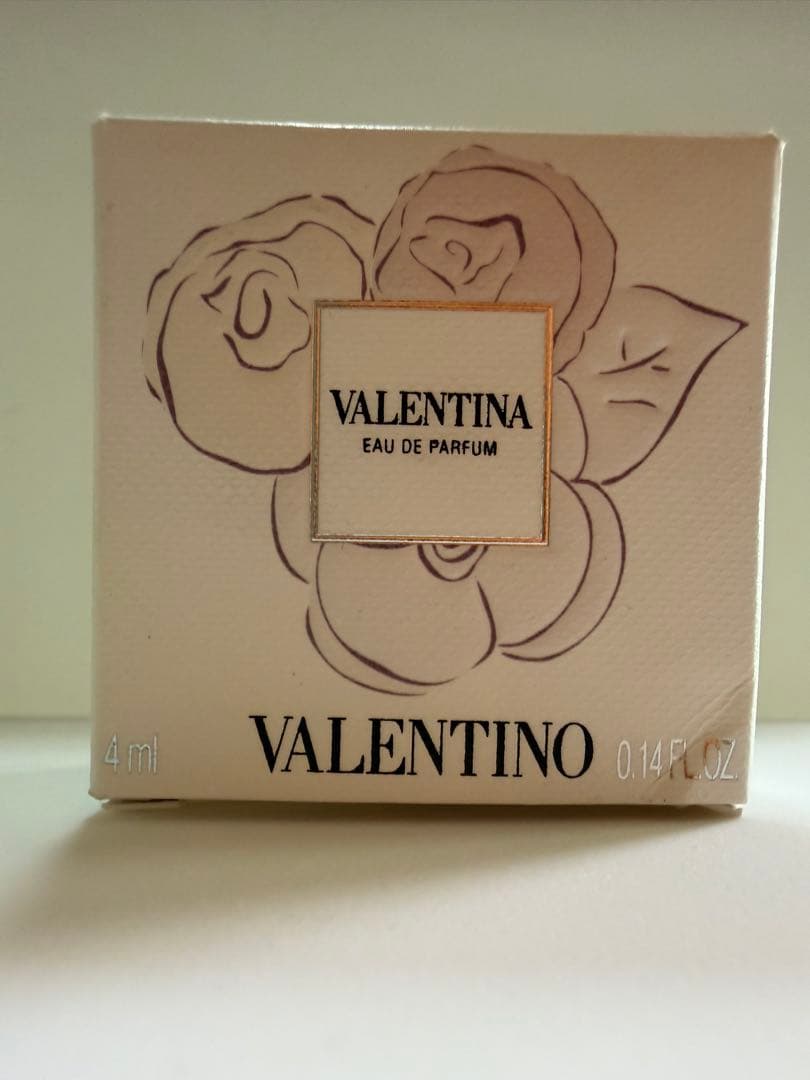 VALENTINA
EAU DE PARFUM
4 ml
VALENTINO
0.14 FL.OZ.